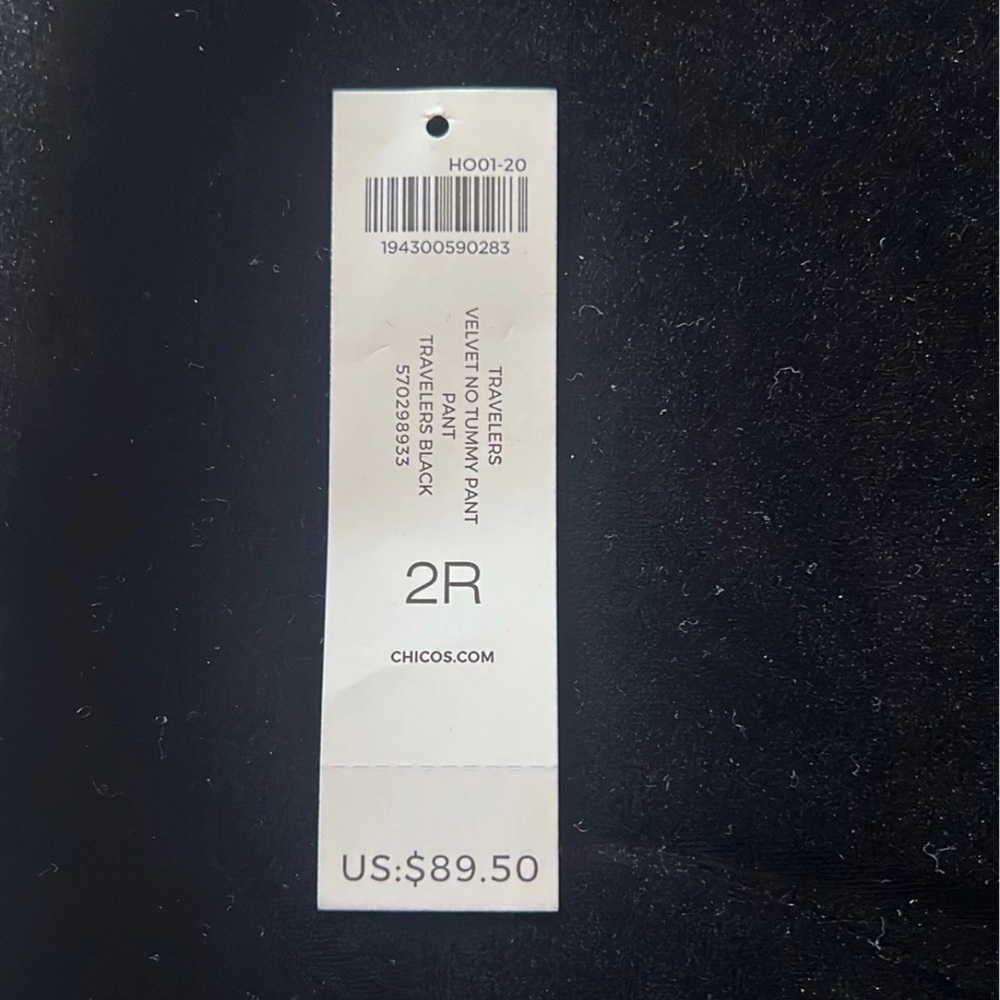 HO01-20
194300590283
TRAVELERS
VELVET NO TUMMY PANT
PANT
TRAVELERS BLACK
570298933
2R
CHICOS.COM
US:$89.50